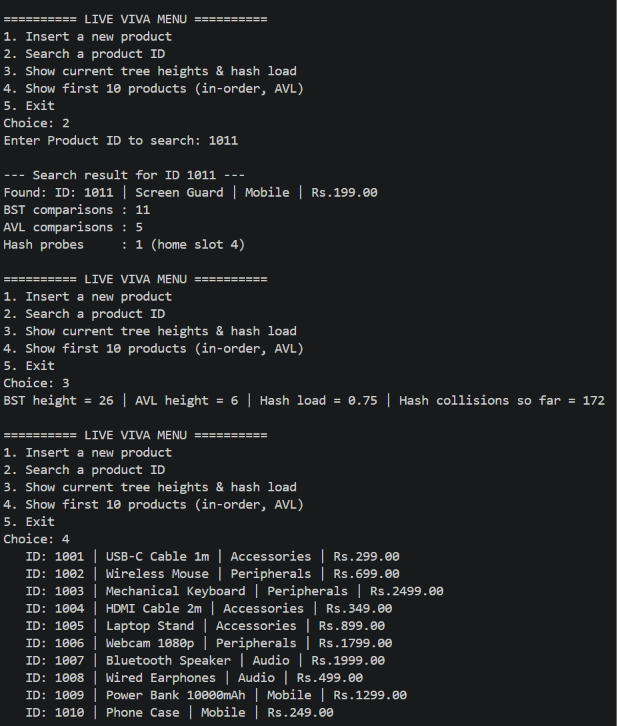 ========== LIVE VIVA MENU ==========
1. Insert a new product
2. Search a product ID
3. Show current tree heights & hash load
4. Show first 10 products (in-order, AVL)
5. Exit
Choice: 2
Enter Product ID to search: 1011
--- Search result for ID 1011 ---
Found: ID: 1011 | Screen Guard | Mobile | Rs.199.00
BST comparisons : 11
AVL comparisons : 5
Hash probes     : 1 (home slot 4)
========== LIVE VIVA MENU ==========
1. Insert a new product
2. Search a product ID
3. Show current tree heights & hash load
4. Show first 10 products (in-order, AVL)
5. Exit
Choice: 3
BST height = 26 | AVL height = 6 | Hash load = 0.75 | Hash collisions so far = 172
========== LIVE VIVA MENU ==========
1. Insert a new product
2. Search a product ID
3. Show current tree heights & hash load
4. Show first 10 products (in-order, AVL)
5. Exit
Choice: 4
ID: 1001 | USB-C Cable 1m | Accessories | Rs.299.00
ID: 1002 | Wireless Mouse | Peripherals | Rs.699.00
ID: 1003 | Mechanical Keyboard | Peripherals | Rs.2499.00
ID: 1004 | HDMI Cable 2m | Accessories | Rs.349.00
ID: 1005 | Laptop Stand | Accessories | Rs.899.00
ID: 1006 | Webcam 1080p | Peripherals | Rs.1799.00
ID: 1007 | Bluetooth Speaker | Audio | Rs.1999.00
ID: 1008 | Wired Earphones | Audio | Rs.499.00
ID: 1009 | Power Bank 10000mAh | Mobile | Rs.1299.00
ID: 1010 | Phone Case | Mobile | Rs.249.00